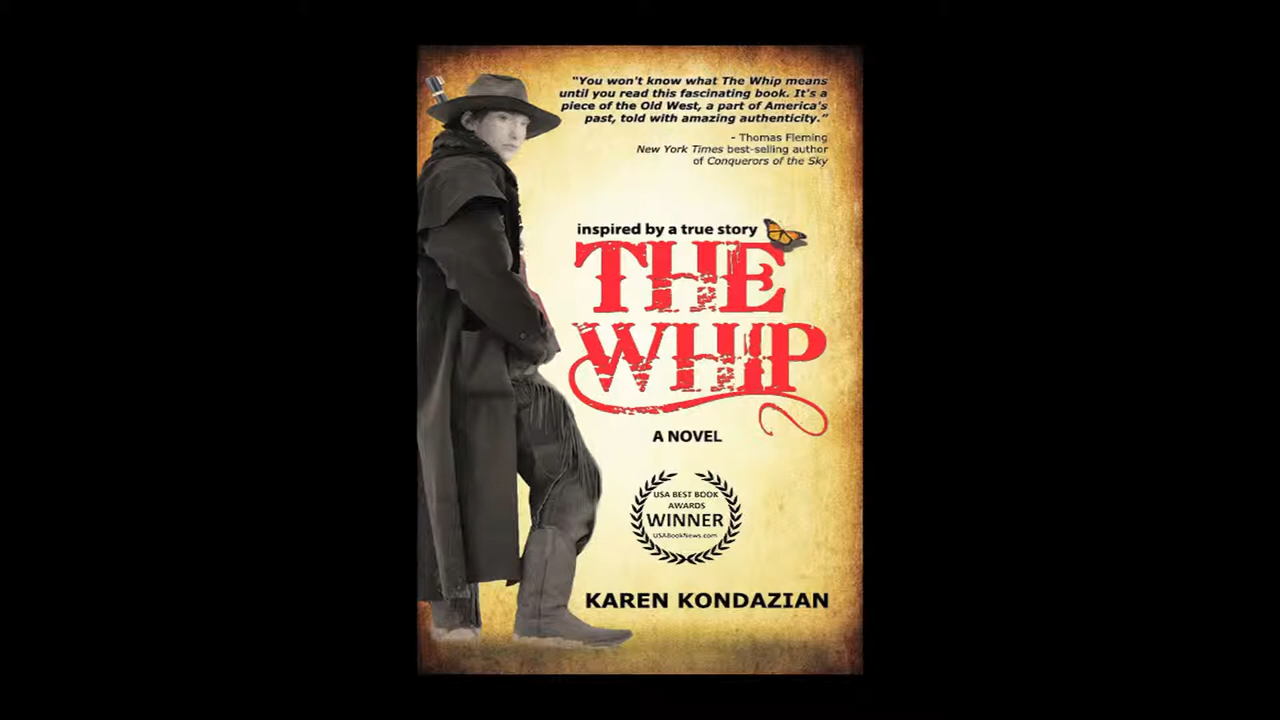 "You won't know what The Whip means
until you read this fascinating book. It's a
piece of the Old West, a part of America's
past, told with amazing authenticity."
- Thomas Fleming
New York Times best-selling author
of Conquerors of the Sky
inspired by a true story
THE
WHIP
A NOVEL
USA BEST BOOK
AWARDS
WINNER
USABookNews.com
KAREN KONDAZIAN